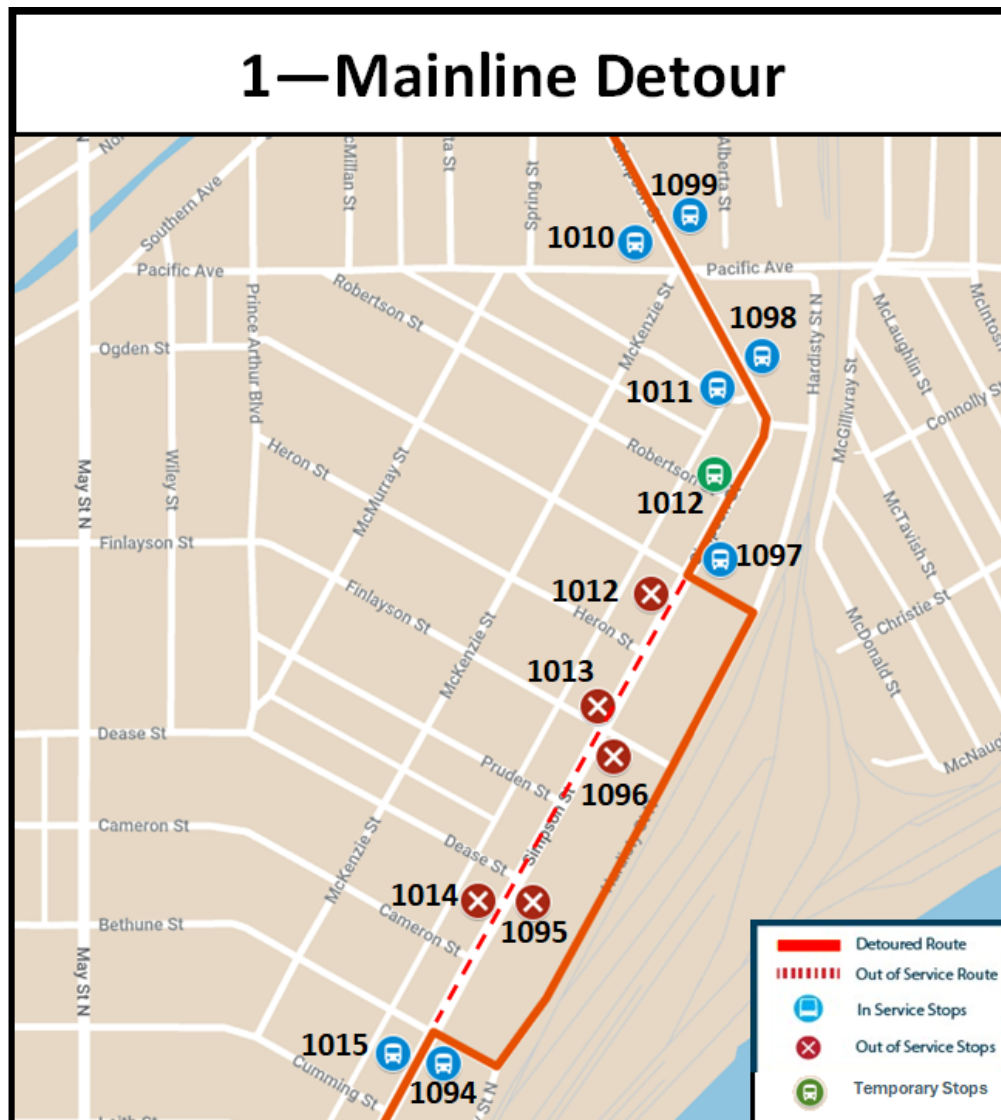 1—Mainline Detour
Simpson St
Alberta St
Spring St
1099
1010
Southern Ave
Pacific Ave
Pacific Ave
Robertson St
McKenzie St
Hardisty St N
McLaughlin St
Prince Arthur Blvd
1098
Ogden St
1011
McGillivray St
Connolly St
Heron St
McMurray St
Robertson St
May St N
Wiley St
1012
McTavish St
Finlayson St
1097
Finlayson St
1012
Heron St
Christie St
McKenzie St
McDonald St
1013
Dease St
Pruden St
1096
Simpson St
Cameron St
Dease St
McKenzie St
1014
Cameron St
1095
Bethune St
May St N
1015
1094
Cumming St
Detoured Route
Out of Service Route
In Service Stops
Out of Service Stops
Temporary Stops